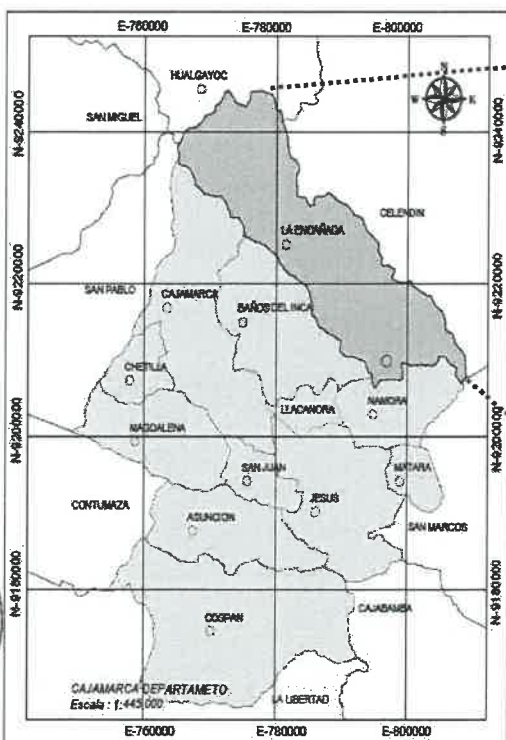 E-760000 E-780000 E-800000
HUALGAYOC
N
W E
S
SAN MIGUEL
N-9240000 N-9240000
CELENDIN
LA ENCAÑADA
N-9220000 N-9220000
SAN PABLO
CAJAMARCA
BAÑOS DEL INCA
CHETILLA
LLACANORA
NAMORA
N-9200000 N-9200000
MAGDALENA
SAN JUAN
MATARA
CONTUMAZA
JESUS
ASUNCION
SAN MARCOS
N-9180000 N-9180000
CAJABAMBA
COSPAN
CAJAMARCA DEPARTAMETO
Escala : 1:445 000
LA LIBERTAD
E-760000 E-780000 E-800000